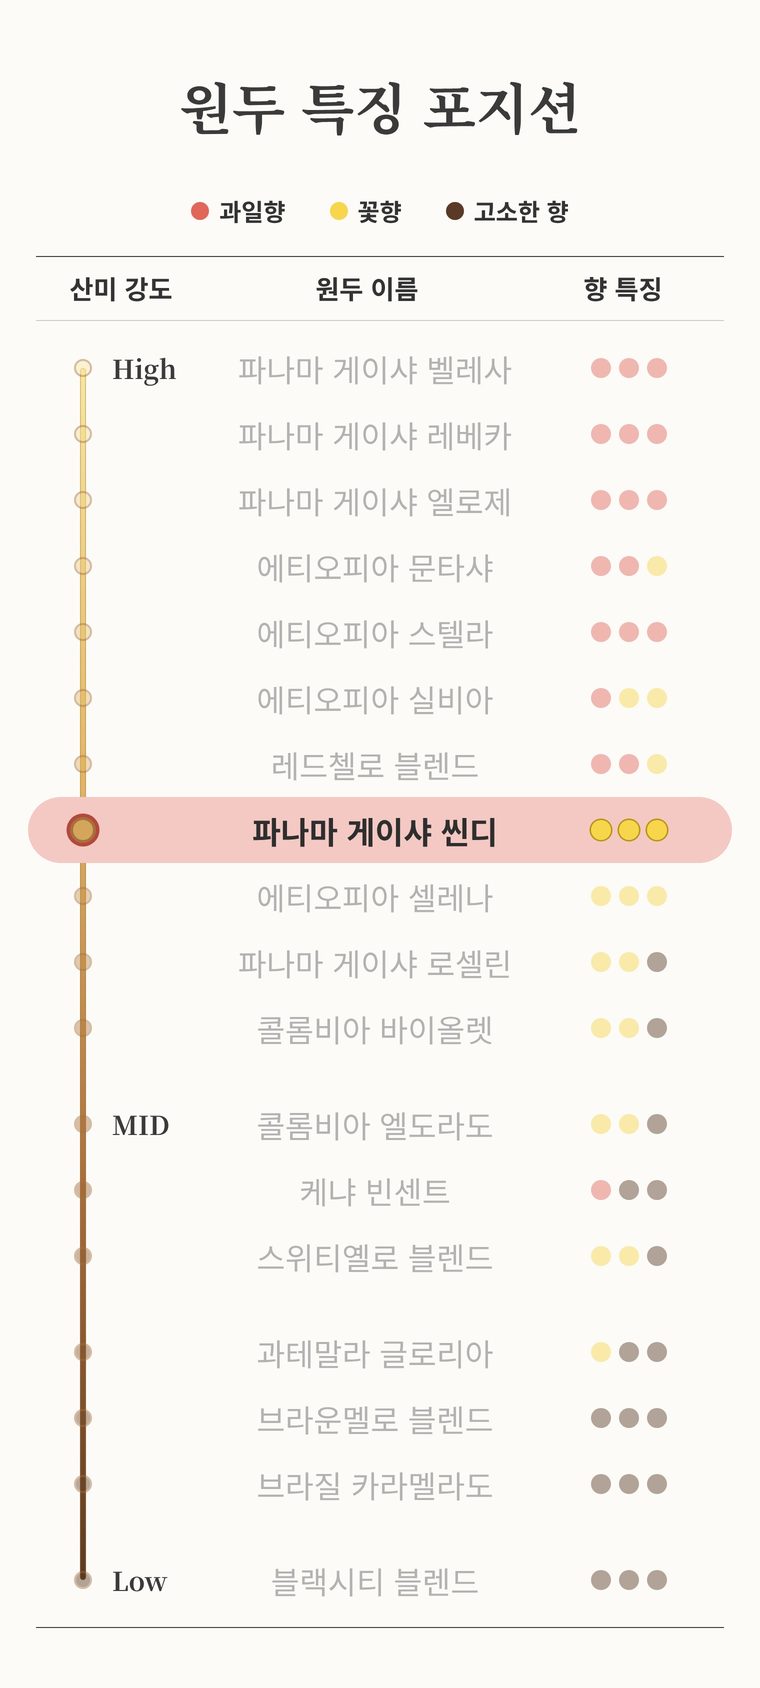 원두 특징 포지션
과일향 꽃향 고소한 향
산미 강도 원두 이름 향 특징
High 파나마 게이샤 벨레사
파나마 게이샤 레베카
파나마 게이샤 엘로제
에티오피아 문타샤
에티오피아 스텔라
에티오피아 실비아
레드첼로 블렌드
파나마 게이샤 씬디
에티오피아 셀레나
파나마 게이샤 로셀린
콜롬비아 바이올렛
MID 콜롬비아 엘도라도
케냐 빈센트
스위티옐로 블렌드
과테말라 글로리아
브라운멜로 블렌드
브라질 카라멜라도
Low 블랙시티 블렌드